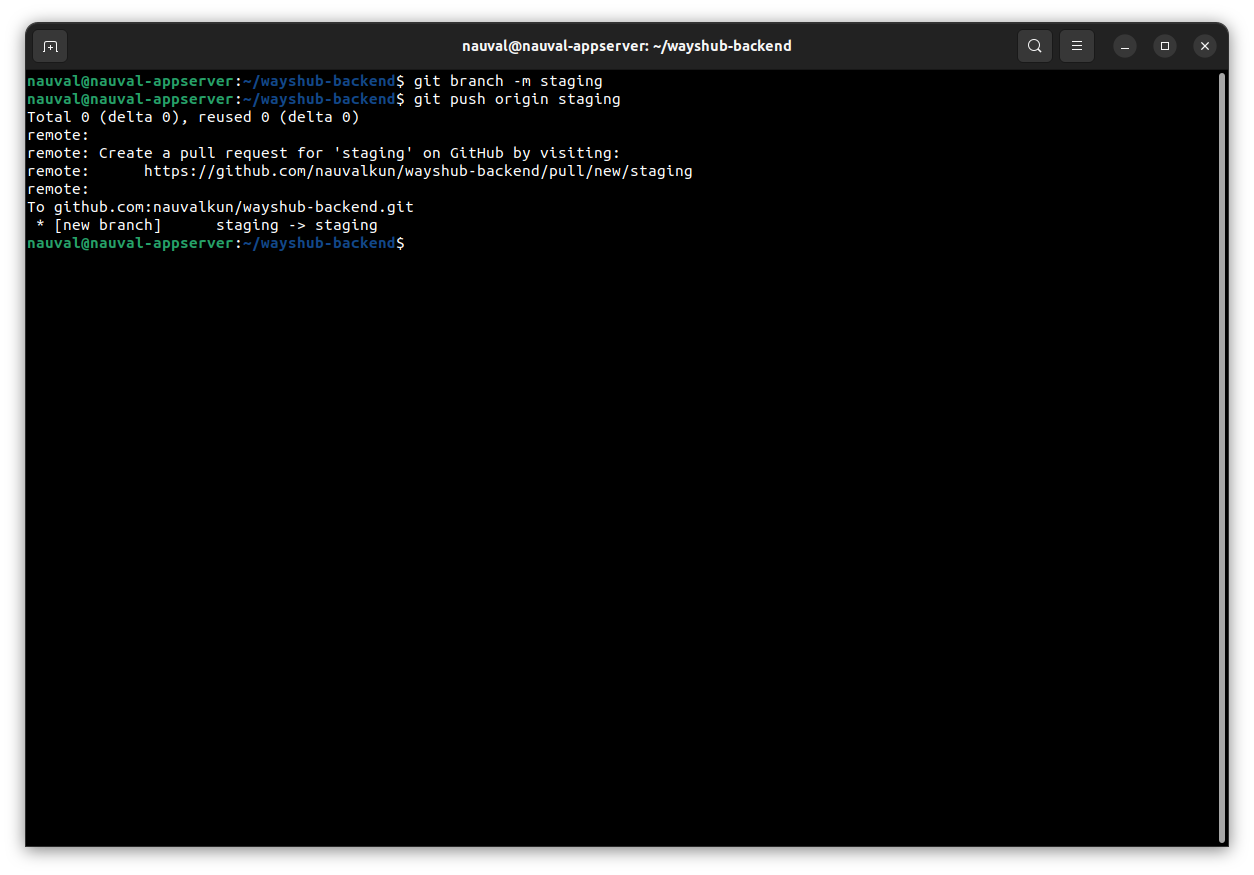 nauval@nauval-appserver: ~/wayshub-backend
nauval@nauval-appserver:~/wayshub-backend$ git branch -m staging
nauval@nauval-appserver:~/wayshub-backend$ git push origin staging
Total 0 (delta 0), reused 0 (delta 0)
remote:
remote: Create a pull request for 'staging' on GitHub by visiting:
remote:      https://github.com/nauvalkun/wayshub-backend/pull/new/staging
remote:
To github.com:nauvalkun/wayshub-backend.git
 * [new branch]      staging -> staging
nauval@nauval-appserver:~/wayshub-backend$